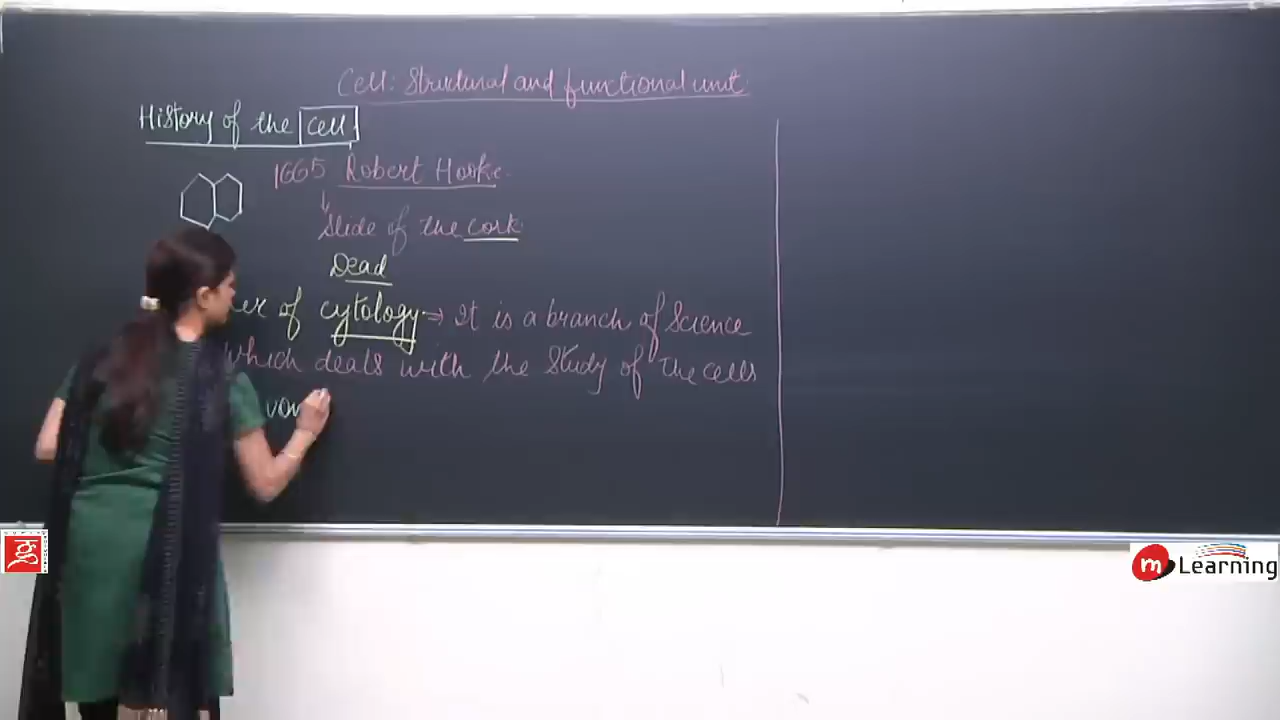 Cell: Structural and functional unit
History of the Cell
1665 Robert Hooke
Slide of the cork
Dead
of cytology → It is a branch of Science
which deals with the study of the cells
m Learning